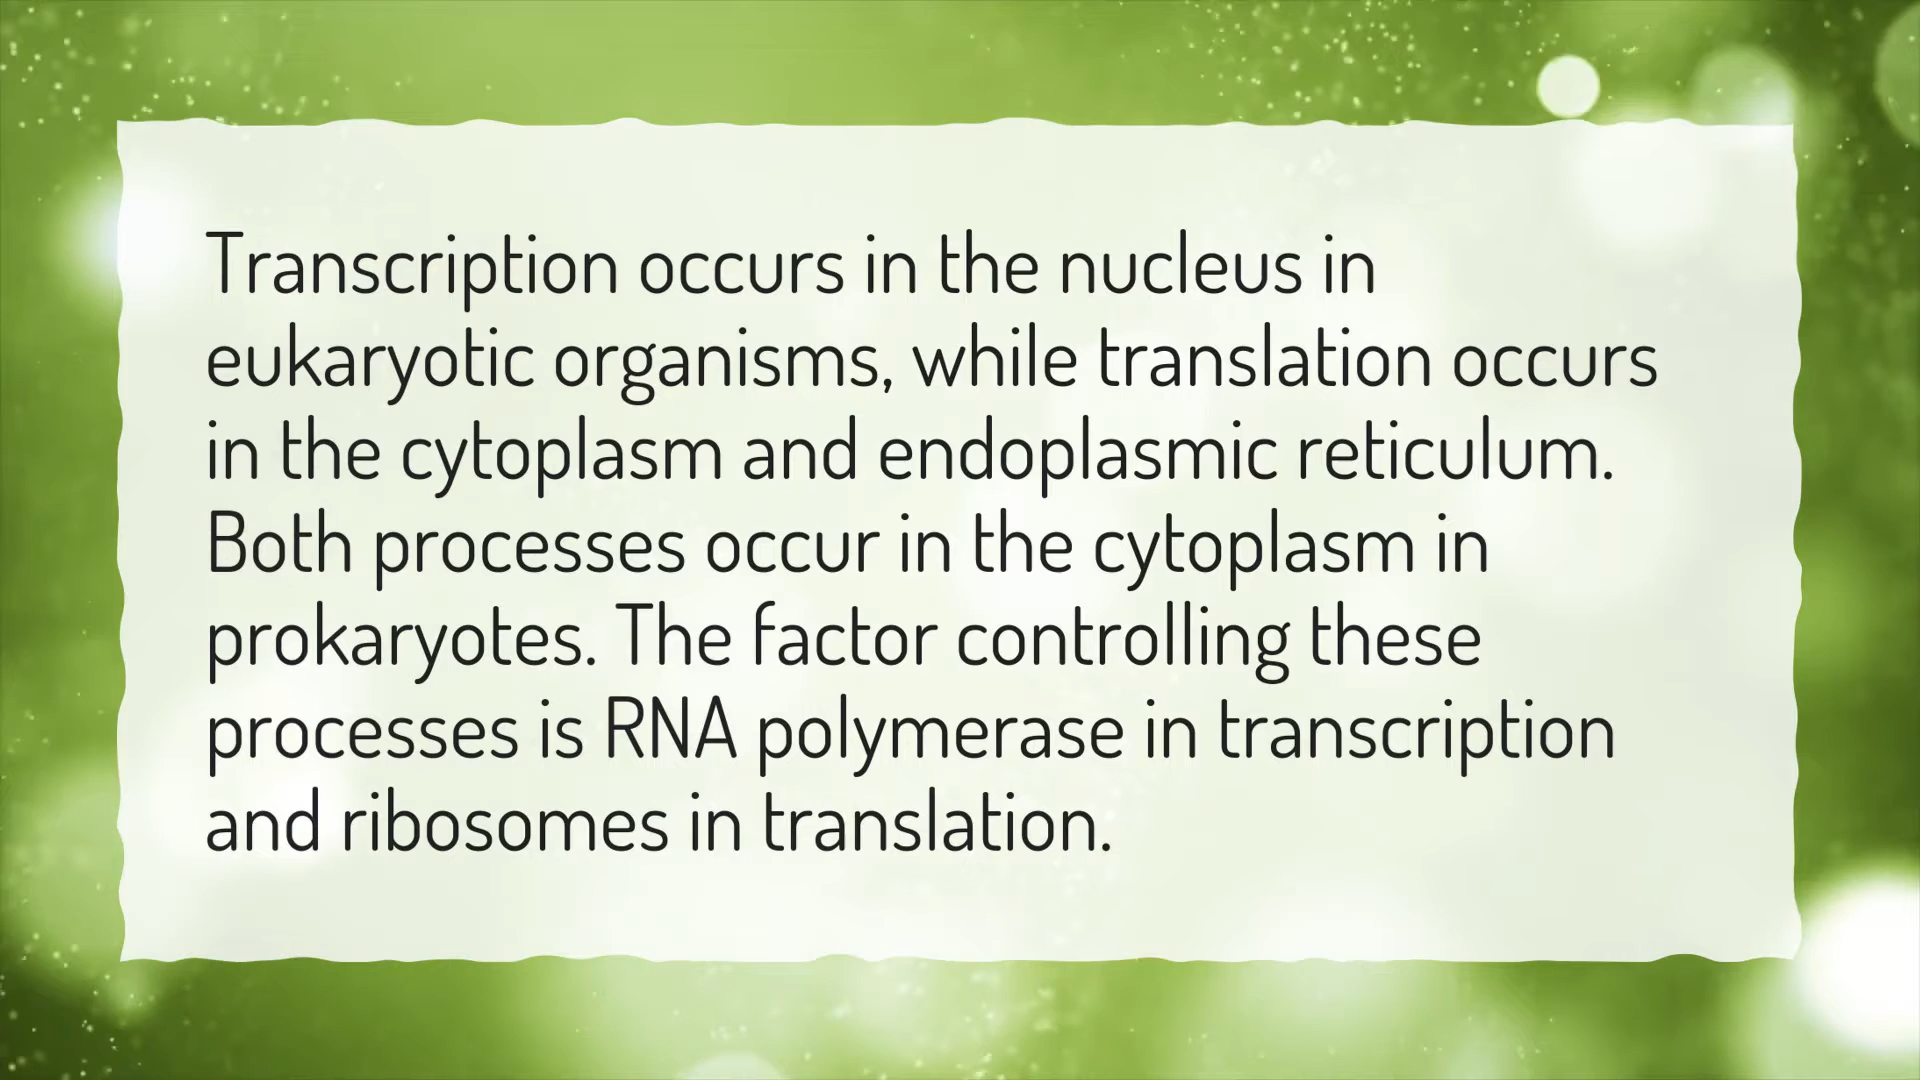 Transcription occurs in the nucleus in
eukaryotic organisms, while translation occurs
in the cytoplasm and endoplasmic reticulum.
Both processes occur in the cytoplasm in
prokaryotes. The factor controlling these
processes is RNA polymerase in transcription
and ribosomes in translation.